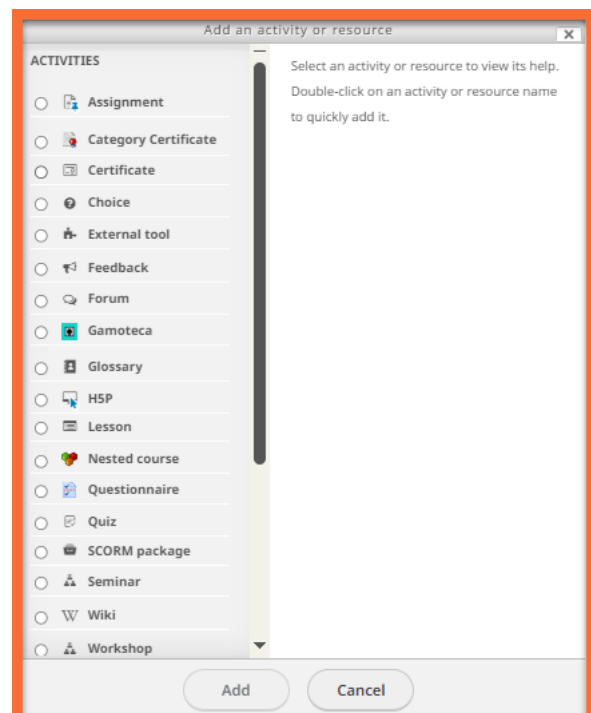 Add an activity or resource
ACTIVITIES
Select an activity or resource to view its help.
Double-click on an activity or resource name
to quickly add it.
Assignment
Category Certificate
Certificate
Choice
External tool
Feedback
Forum
Gamoteca
Glossary
H5P
Lesson
Nested course
Questionnaire
Quiz
SCORM package
Seminar
Wiki
Workshop
Add
Cancel